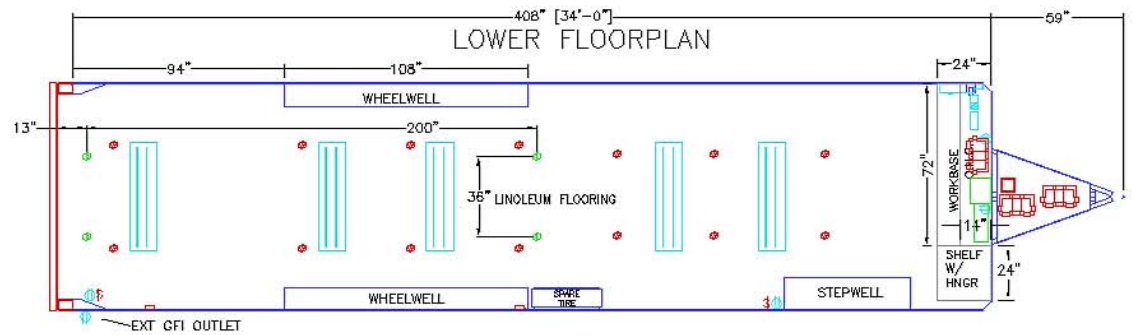 408" [34'-0"]
59"
LOWER FLOORPLAN
94"
108"
24"
WHEELWELL
13"
200"
72"
WORKBASE
36"
LINOLEUM FLOORING
14"
SHELF
W/
HNGR
24"
WHEELWELL
SPARE
TIRE
STEPWELL
EXT GFI OUTLET